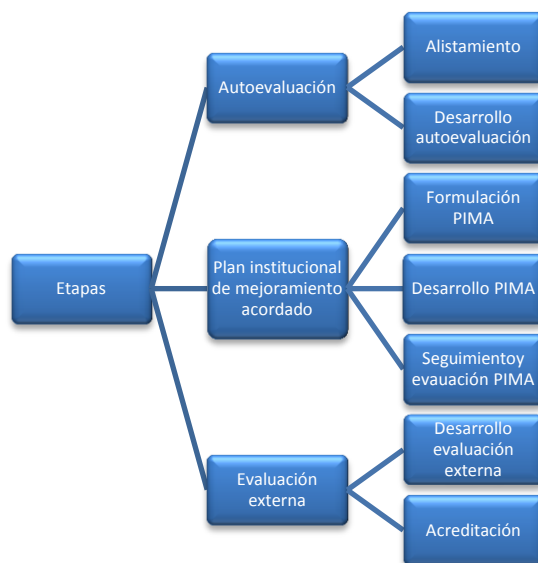 Etapas
Autoevaluación
Alistamiento
Desarrollo
autoevaluación
Plan institucional
de mejoramiento
acordado
Formulación
PIMA
Desarrollo PIMA
Seguimientoy
evauación PIMA
Evaluación
externa
Desarrollo
evaluación
externa
Acreditación